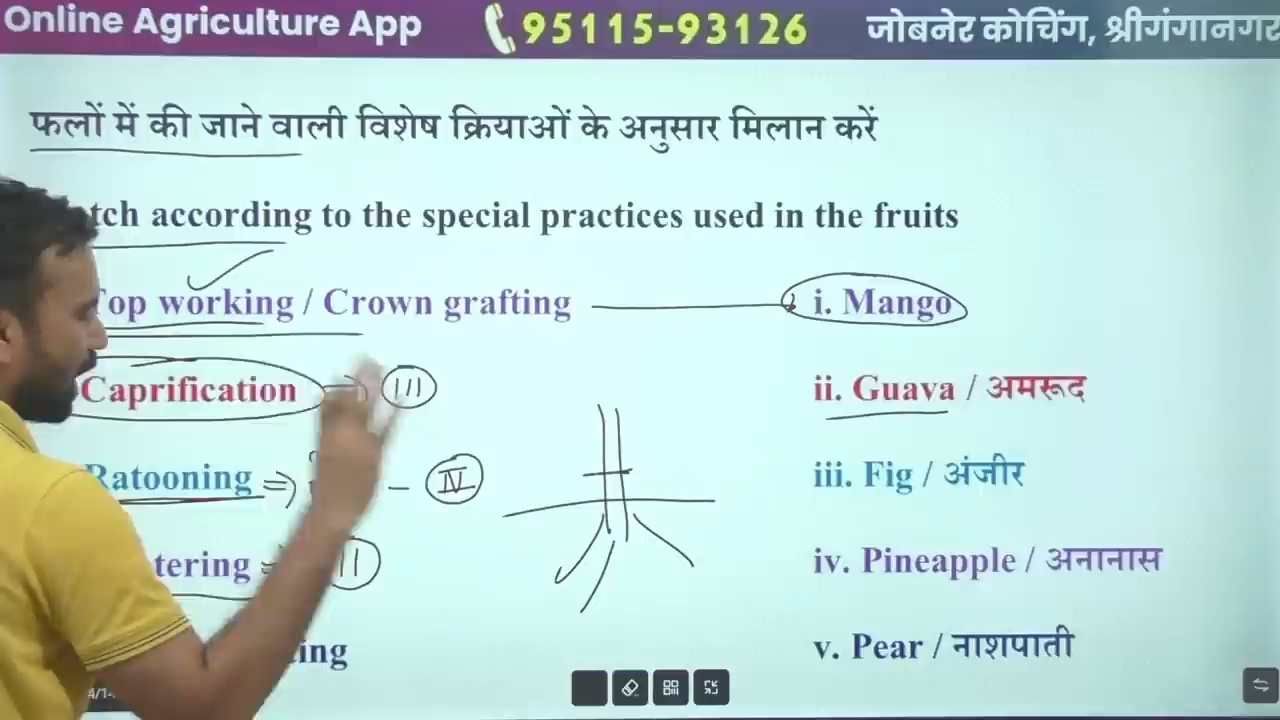 Online Agriculture App 95115-93126 जोबनेर कोचिंग, श्रीगंगानगर
फलों में की जाने वाली विशेष क्रियाओं के अनुसार मिलान करें
tch according to the special practices used in the fruits
Top working / Crown grafting i. Mango
Caprification III ii. Guava / अमरूद
Ratooning => - IV iii. Fig / अंजीर
tering II iv. Pineapple / अनानास
ing v. Pear / नाशपाती